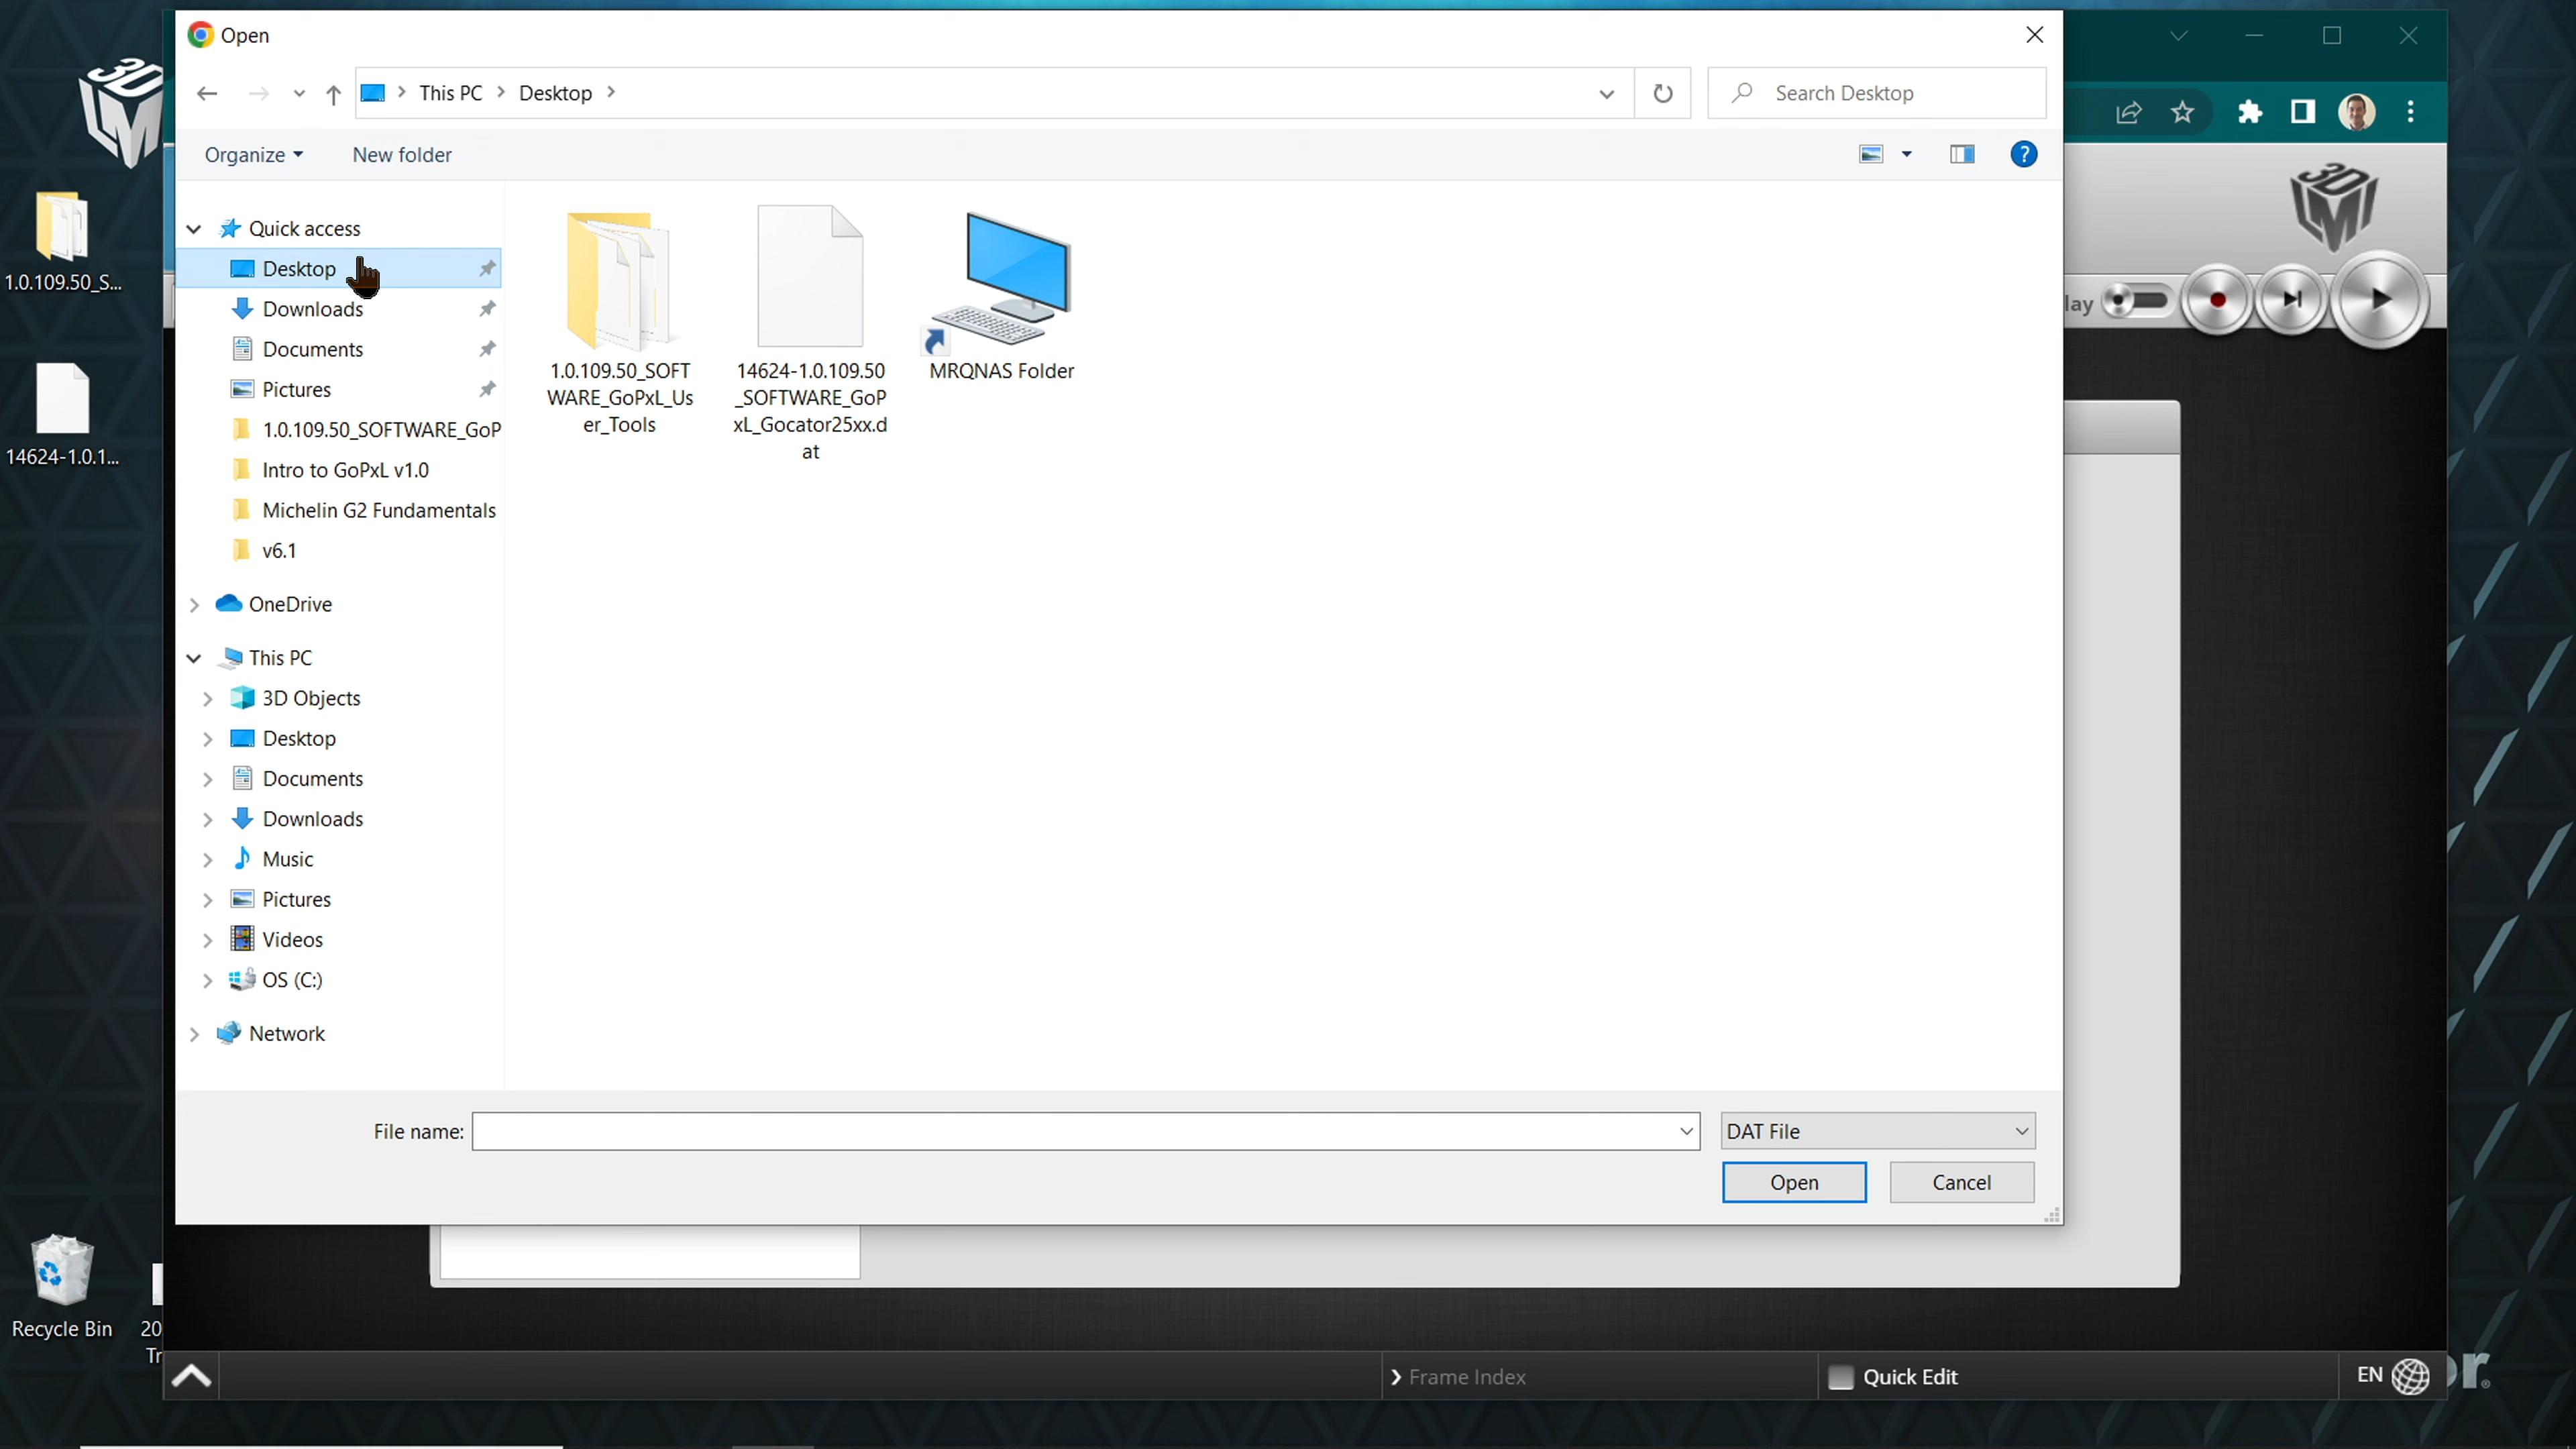 Open
This PC
Desktop
Search Desktop
Organize
New folder
?
3D
LM
1.0.109.50_S...
14624-1.0.1...
Quick access
Desktop
Downloads
Documents
Pictures
1.0.109.50_SOFTWARE_GoP
Intro to GoPxL v1.0
Michelin G2 Fundamentals
v6.1
OneDrive
This PC
3D Objects
Desktop
Documents
Downloads
Music
Pictures
Videos
OS (C:)
Network
1.0.109.50_SOFT
WARE_GoPxL_Us
er_Tools
14624-1.0.109.50
_SOFTWARE_GoP
xL_Gocator25xx.d
at
MRQNAS Folder
3D
LM
lay
File name:
DAT File
Open
Cancel
Recycle Bin
20
Tr
Frame Index
Quick Edit
EN
r®